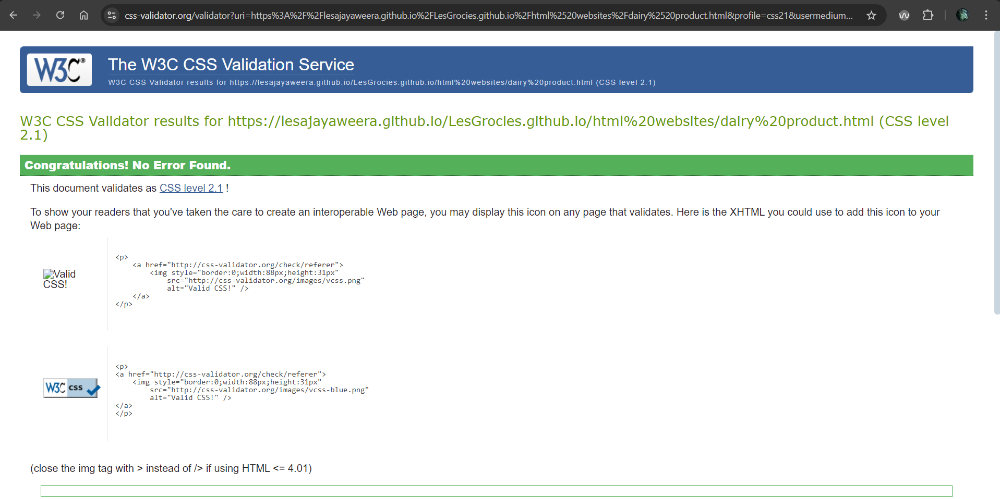 css-validator.org/validator?uri=https%3A%2F%2Flesajayaweera.github.io%2FLesGrocies.github.io%2Fhtml%2520websites%2Fdairy%2520product.html&profile=css21&usermedium...
W3C®
The W3C CSS Validation Service
W3C CSS Validator results for https://lesajayaweera.github.io/LesGrocies.github.io/html%20websites/dairy%20product.html (CSS level 2.1)
W3C CSS Validator results for https://lesajayaweera.github.io/LesGrocies.github.io/html%20websites/dairy%20product.html (CSS level
2.1)
Congratulations! No Error Found.
This document validates as CSS level 2.1 !
To show your readers that you've taken the care to create an interoperable Web page, you may display this icon on any page that validates. Here is the XHTML you could use to add this icon to your
Web page:
Valid
CSS!
<p>
<a href="http://css-validator.org/check/referer">
<img style="border:0;width:88px;height:31px"
src="http://css-validator.org/images/vcss.png"
alt="Valid CSS!" />
</a>
</p>
W3C css
<p>
<a href="http://css-validator.org/check/referer">
<img style="border:0;width:88px;height:31px"
src="http://css-validator.org/images/vcss-blue.png"
alt="Valid CSS!" />
</a>
</p>
(close the img tag with > instead of /> if using HTML <= 4.01)